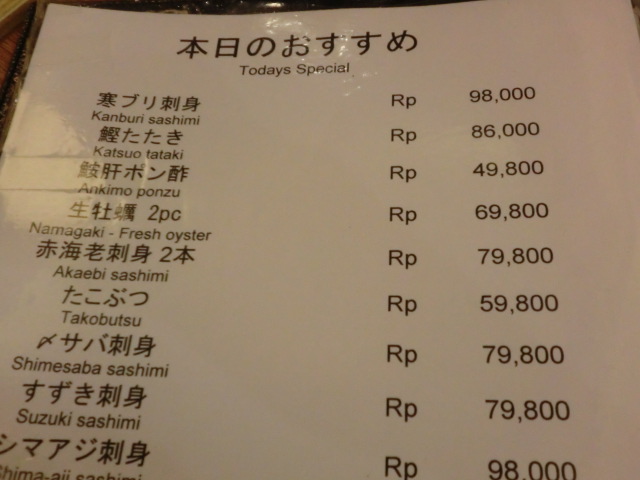 本日のおすすめ
Todays Special
寒ブリ刺身 Rp 98,000
Kanburi sashimi
鰹たたき Rp 86,000
Katsuo tataki
鮟肝ポン酢 Rp 49,800
Ankimo ponzu
生牡蠣 2pc Rp 69,800
Namagaki - Fresh oyster
赤海老刺身 2本 Rp 79,800
Akaebi sashimi
たこぶつ Rp 59,800
Takobutsu
〆サバ刺身 Rp 79,800
Shimesaba sashimi
すずき刺身 Rp 79,800
Suzuki sashimi
シマアジ刺身 Rp 98,000
Shima-aji sashimi